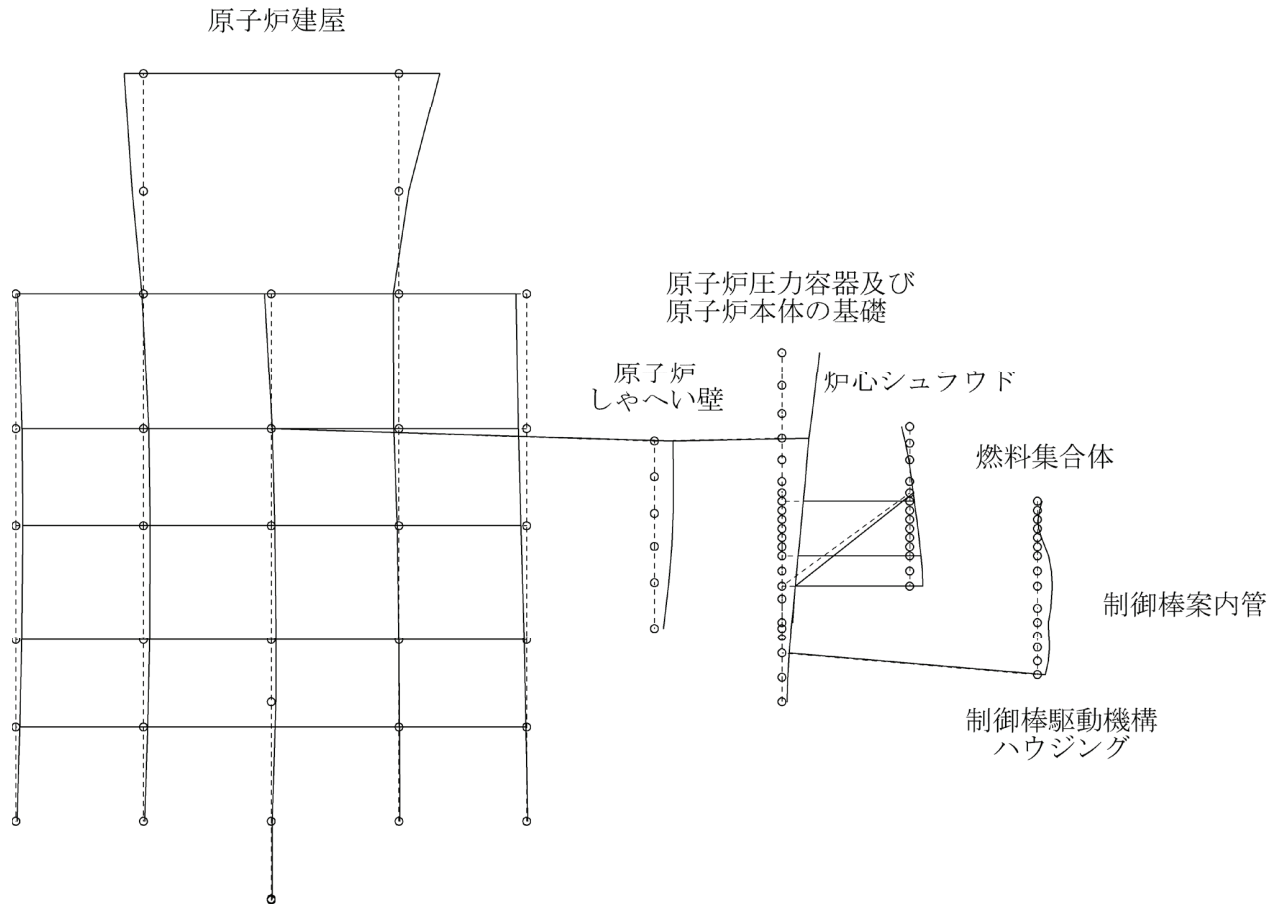 原子炉建屋
原子炉圧力容器及び
原子炉本体の基礎
原子炉
しゃへい壁
炉心シュラウド
燃料集合体
制御棒案内管
制御棒駆動機構
ハウジング